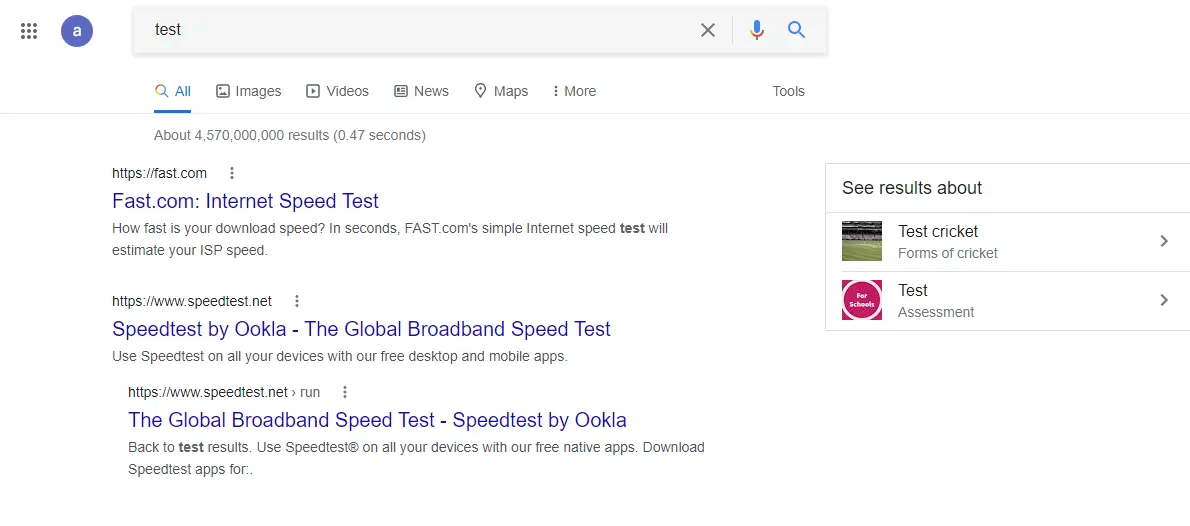 a
test
All
Images
Videos
News
Maps
More
Tools
About 4,570,000,000 results (0.47 seconds)
https://fast.com
Fast.com: Internet Speed Test
How fast is your download speed? In seconds, FAST.com's simple Internet speed test will
estimate your ISP speed.
https://www.speedtest.net
Speedtest by Ookla - The Global Broadband Speed Test
Use Speedtest on all your devices with our free desktop and mobile apps.
https://www.speedtest.net › run
The Global Broadband Speed Test - Speedtest by Ookla
Back to test results. Use Speedtest® on all your devices with our free native apps. Download
Speedtest apps for:.
See results about
Test cricket
Forms of cricket
For
Schools
Test
Assessment